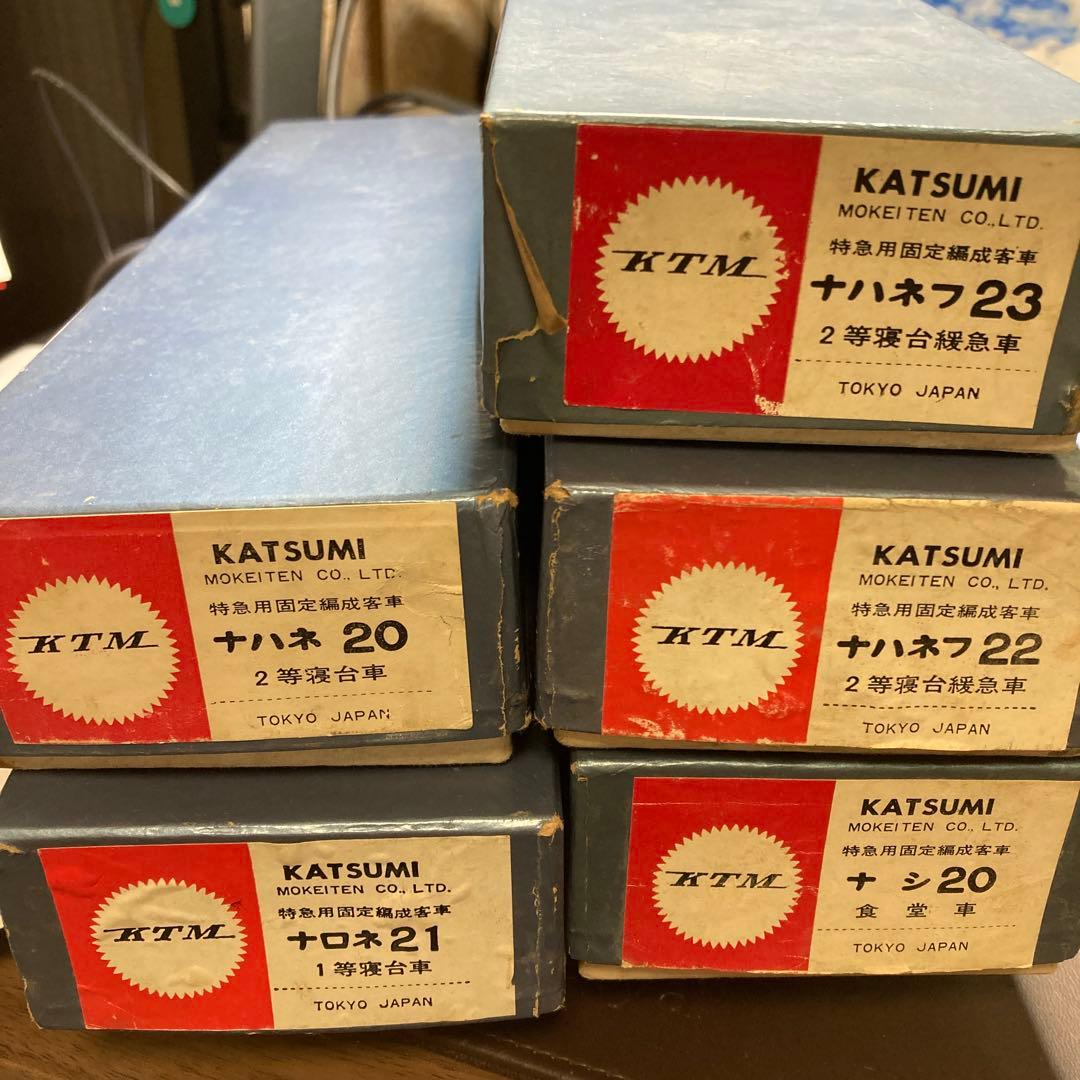 KTM
KATSUMI
MOKEITEN CO.,LTD.
特急用固定編成客車
ナハネフ23
2等寝台緩急車
TOKYO JAPAN
KTM
KATSUMI
MOKEITEN CO., LTD.
特急用固定編成客車
ナハネ 20
2等寝台車
TOKYO JAPAN
KTM
KATSUMI
MOKEITEN CO., LTD.
特急用固定編成客車
ナハネフ22
2等寝台緩急車
TOKYO JAPAN
KTM
KATSUMI
MOKEITEN CO., LTD.
特急用固定編成客車
ナロネ21
1等寝台車
TOKYO JAPAN
KTM
KATSUMI
MOKEITEN CO., LTD.
特急用固定編成客車
ナ シ 20
食 堂 車
TOKYO JAPAN